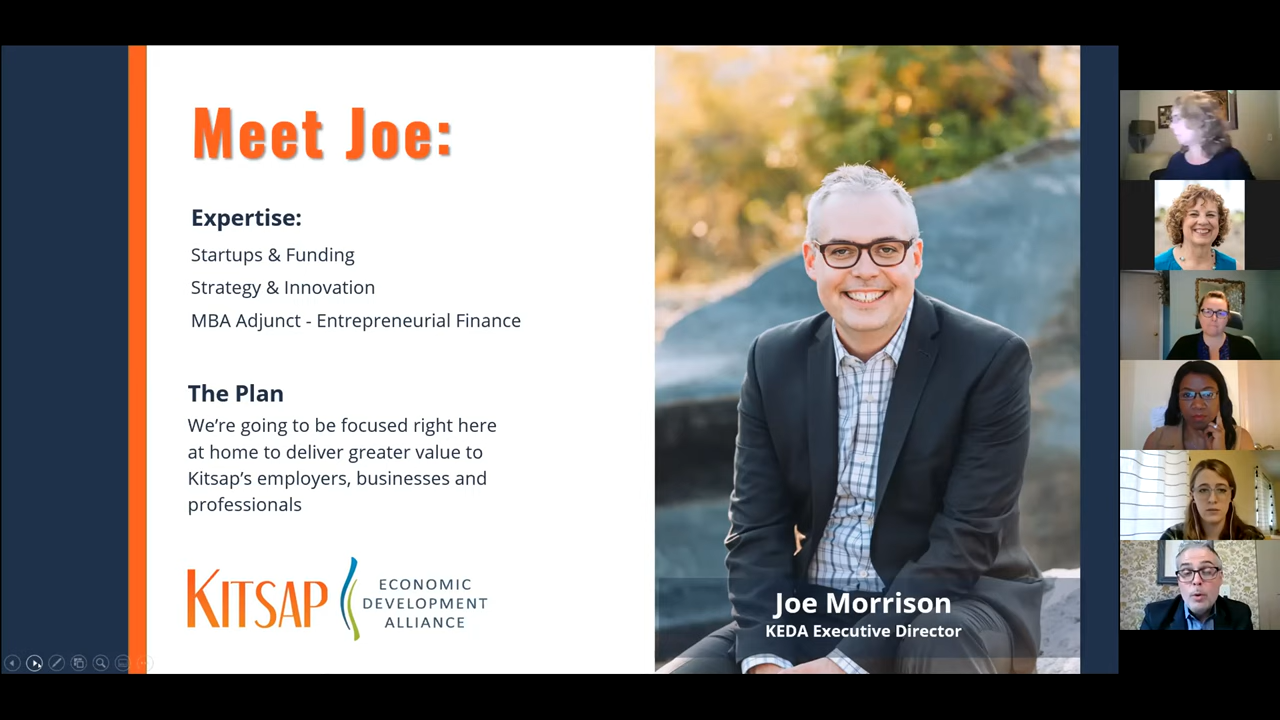 Meet Joe:
Expertise:
Startups & Funding
Strategy & Innovation
MBA Adjunct - Entrepreneurial Finance
The Plan
We’re going to be focused right here
at home to deliver greater value to
Kitsap’s employers, businesses and
professionals
KITSAP
ECONOMIC
DEVELOPMENT
ALLIANCE
Joe Morrison
KEDA Executive Director